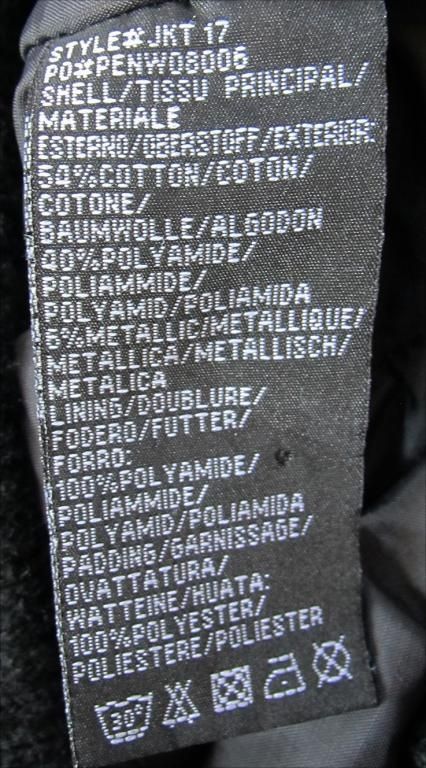 STYLE#JKT 17
PO#PENW08006
SHELL/TISSU PRINCIPAL/
MATERIALE
ESTERNO/OBERSTOFF/EXTERIOR:
54%COTTON/COTON/
COTONE/
BAUMWOLLE/ALGODON
40%POLYAMIDE/
POLIAMMIDE/
POLYAMID/POLIAMIDA
6%METALLIC/METALLIQUE/
METALLICA/METALLISCH/
METALICA
LINING/DOUBLURE/
FODERO/FUTTER/
FORRO:
100%POLYAMIDE/
POLIAMMIDE/
POLYAMID/POLIAMIDA
PADDING/GARNISSAGE/
OVATTATURA/
WATTEINE/HUATA:
100%POLYESTER/
POLIESTERE/POLIESTER
30°